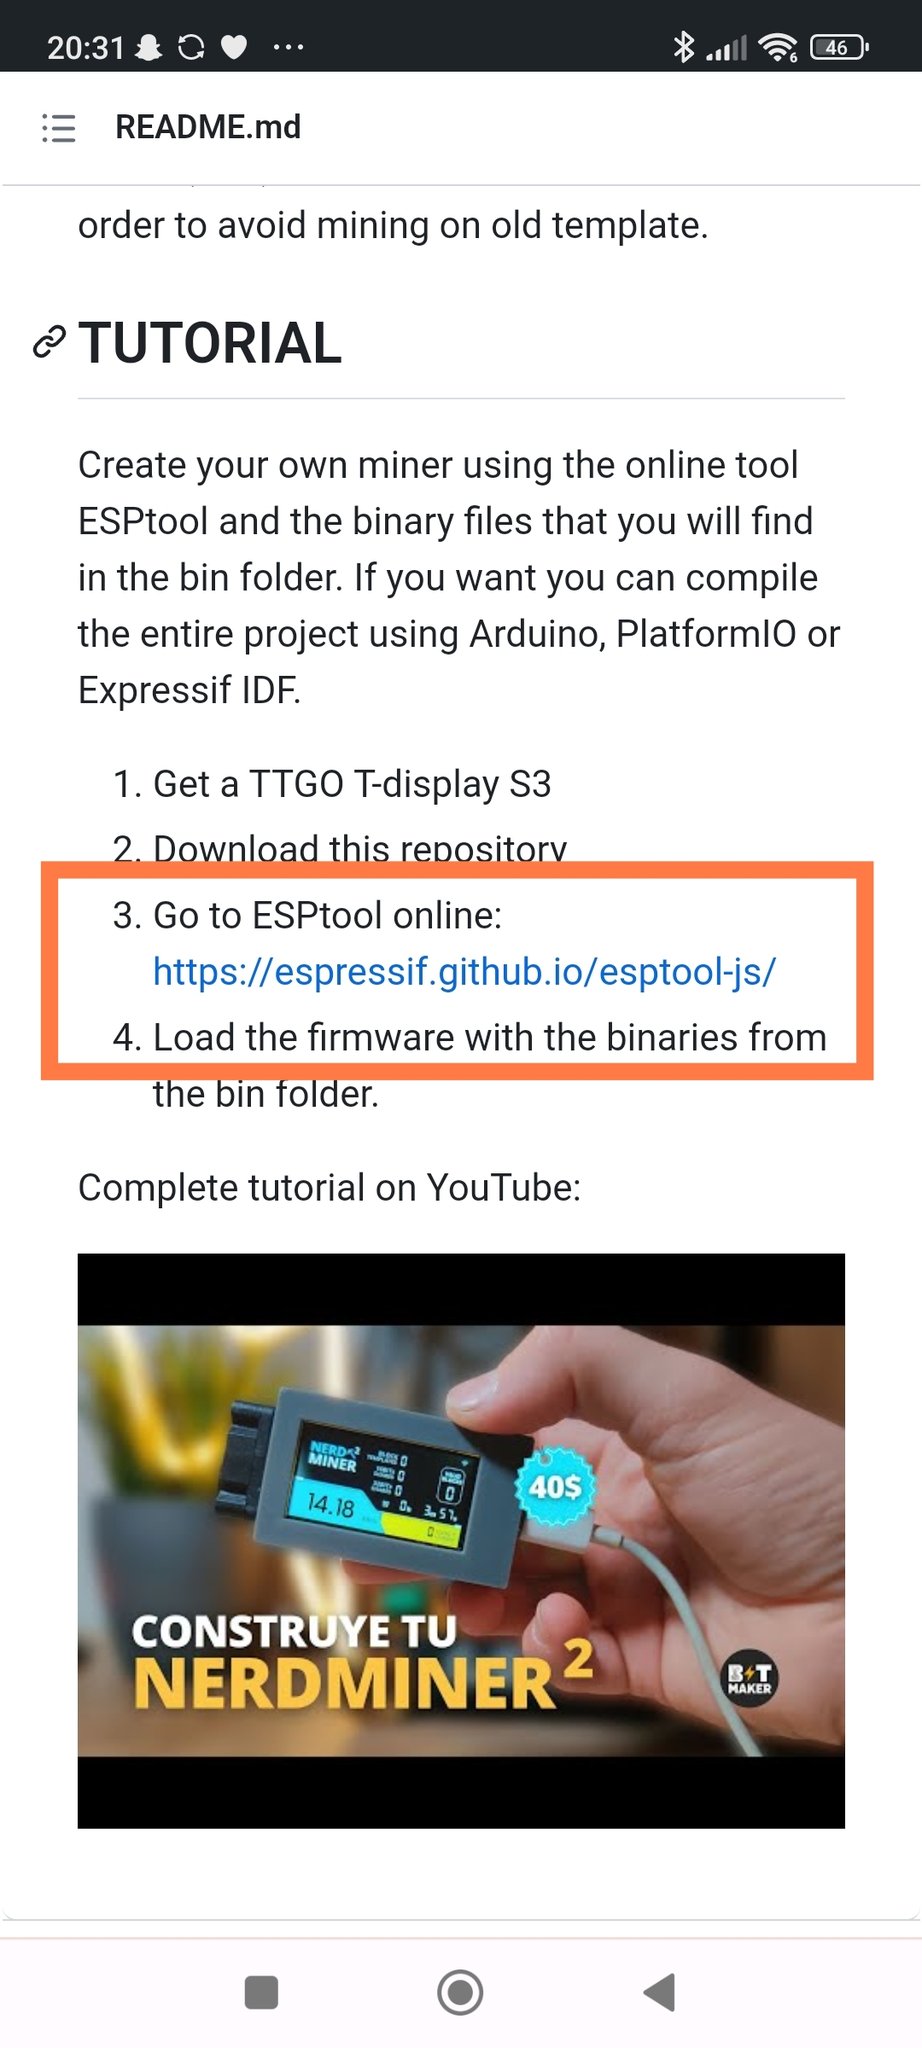 20:31
46
README.md
order to avoid mining on old template.
TUTORIAL
Create your own miner using the online tool
ESPtool and the binary files that you will find
in the bin folder. If you want you can compile
the entire project using Arduino, PlatformIO or
Expressif IDF.
1. Get a TTGO T-display S3
2. Download this repository
3. Go to ESPtool online:
https://espressif.github.io/esptool-js/
4. Load the firmware with the binaries from
the bin folder.
Complete tutorial on YouTube:
NERD
MINER
14.18
40$
CONSTRUYE TU
NERDMINER²
BIT
MAKER